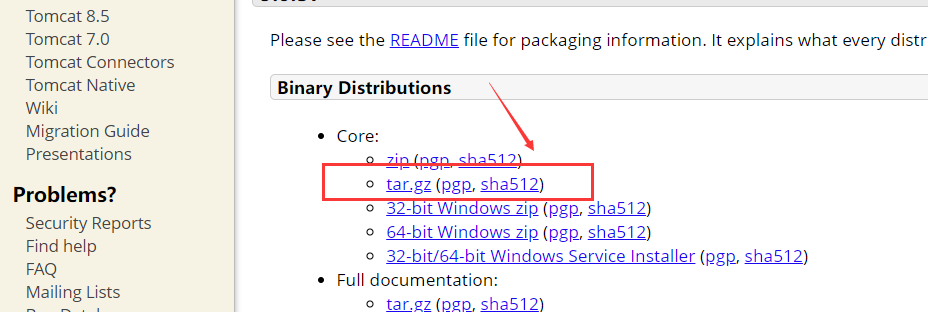 Tomcat 8.5
Tomcat 7.0
Tomcat Connectors
Tomcat Native
Wiki
Migration Guide
Presentations
Problems?
Security Reports
Find help
FAQ
Mailing Lists
Please see the README file for packaging information. It explains what every
Binary Distributions
Core:
zip (pgp, sha512)
tar.gz (pgp, sha512)
32-bit Windows zip (pgp, sha512)
64-bit Windows zip (pgp, sha512)
32-bit/64-bit Windows Service Installer (pgp, sha512)
Full documentation:
tar.gz (pgp, sha512)